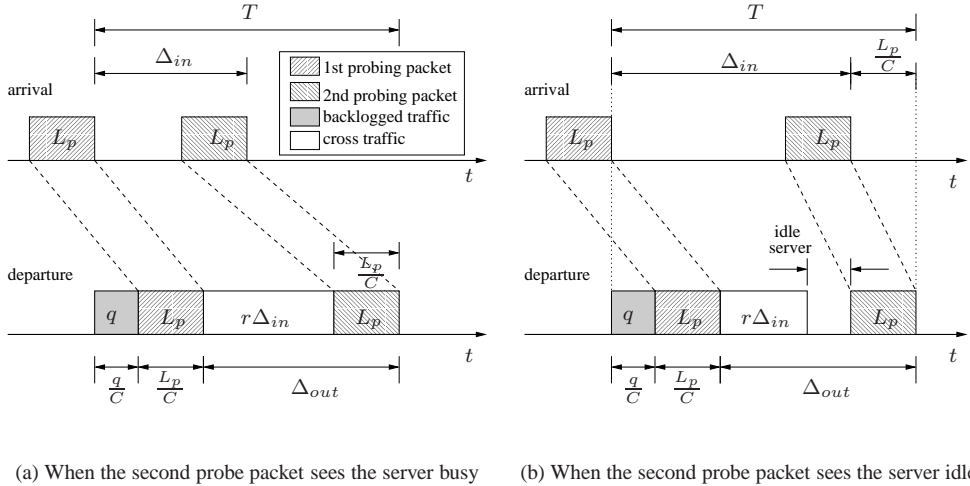 T
Δin
1st probing packet
2nd probing packet
backlogged traffic
cross traffic
arrival
Lp
Lp
t
Lp/C
departure
q
Lp
rΔin
Lp
t
q/C
Lp/C
Δout
(a) When the second probe packet sees the server busy
T
Δin
Lp/C
arrival
Lp
Lp
t
idle
server
departure
q
Lp
rΔin
Lp
t
q/C
Lp/C
Δout
(b) When the second probe packet sees the server idle